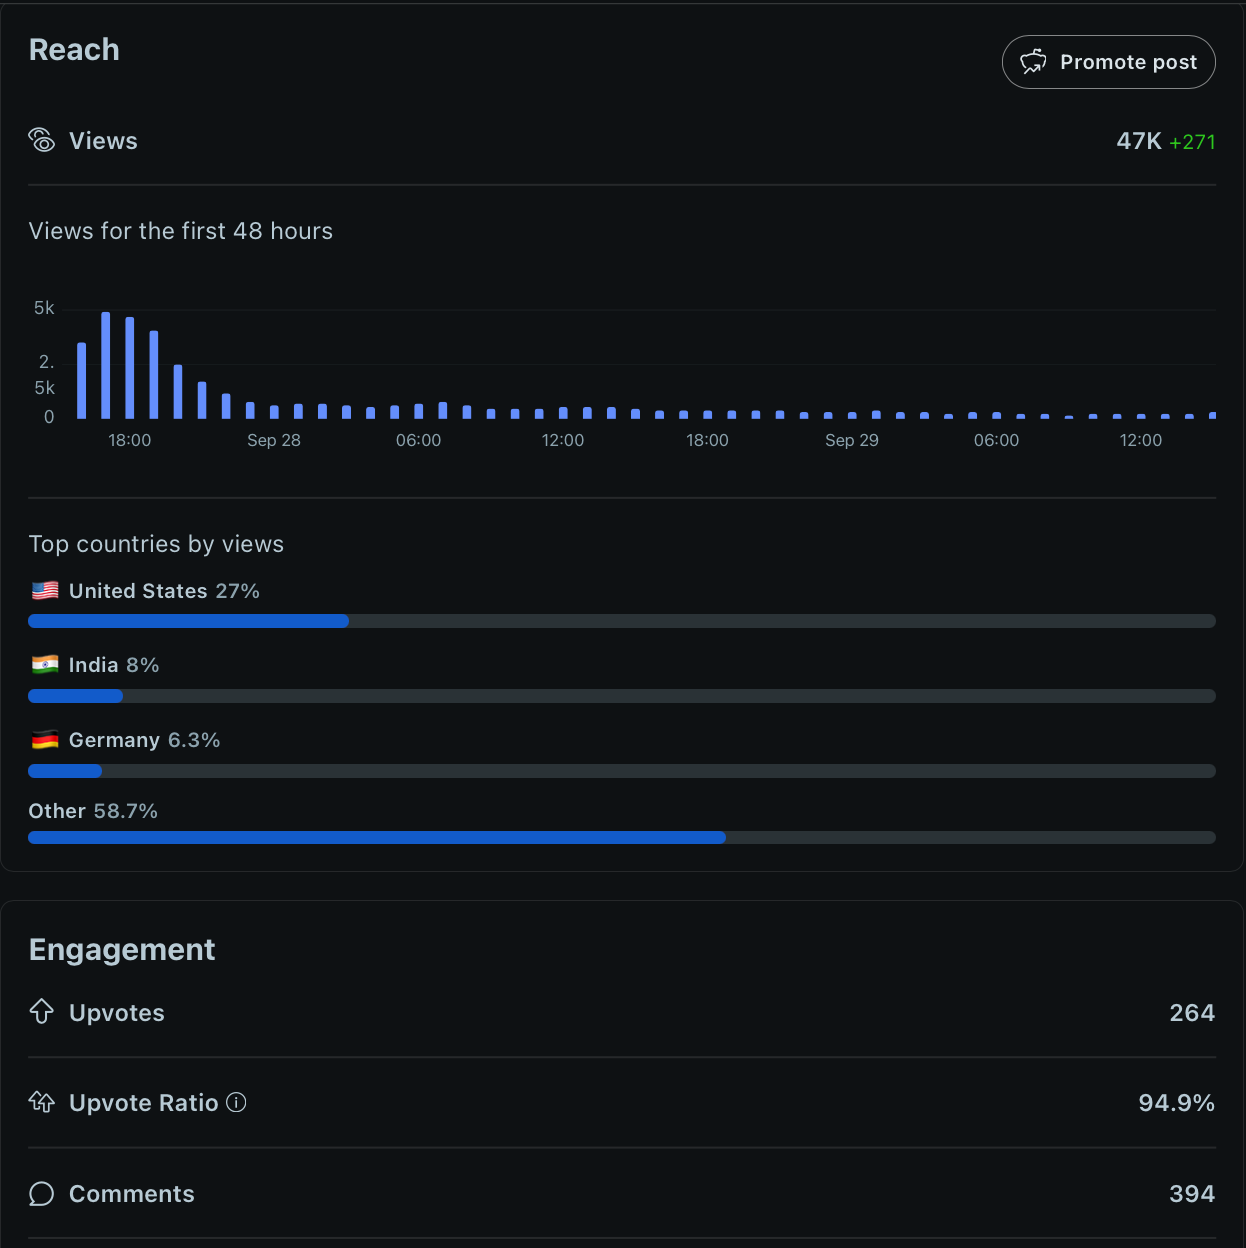 Reach
Promote post
Views
47K +271
Views for the first 48 hours
5k
2.
5k
0
18:00 Sep 28 06:00 12:00 18:00 Sep 29 06:00 12:00
Top countries by views
United States 27%
India 8%
Germany 6.3%
Other 58.7%
Engagement
Upvotes 264
Upvote Ratio 94.9%
Comments 394